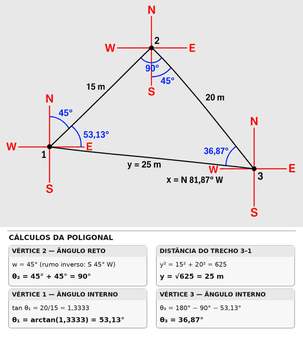 N
2
W
E
90°
45°
S
15 m
20 m
N
45°
53,13°
W
E
1
S
y = 25 m
N
36,87°
W
E
3
x = N 81,87° W
S
CÁLCULOS DA POLIGONAL
VÉRTICE 2 — ÂNGULO RETO
w = 45° (rumo inverso: S 45° W)
θ₂ = 45° + 45° = 90°
DISTÂNCIA DO TRECHO 3–1
y² = 15² + 20² = 625
y = √625 = 25 m
VÉRTICE 1 — ÂNGULO INTERNO
tan θ₁ = 20/15 = 1,3333
θ₁ = arctan(1,3333) = 53,13°
VÉRTICE 3 — ÂNGULO INTERNO
θ₃ = 180° − 90° − 53,13°
θ₃ = 36,87°